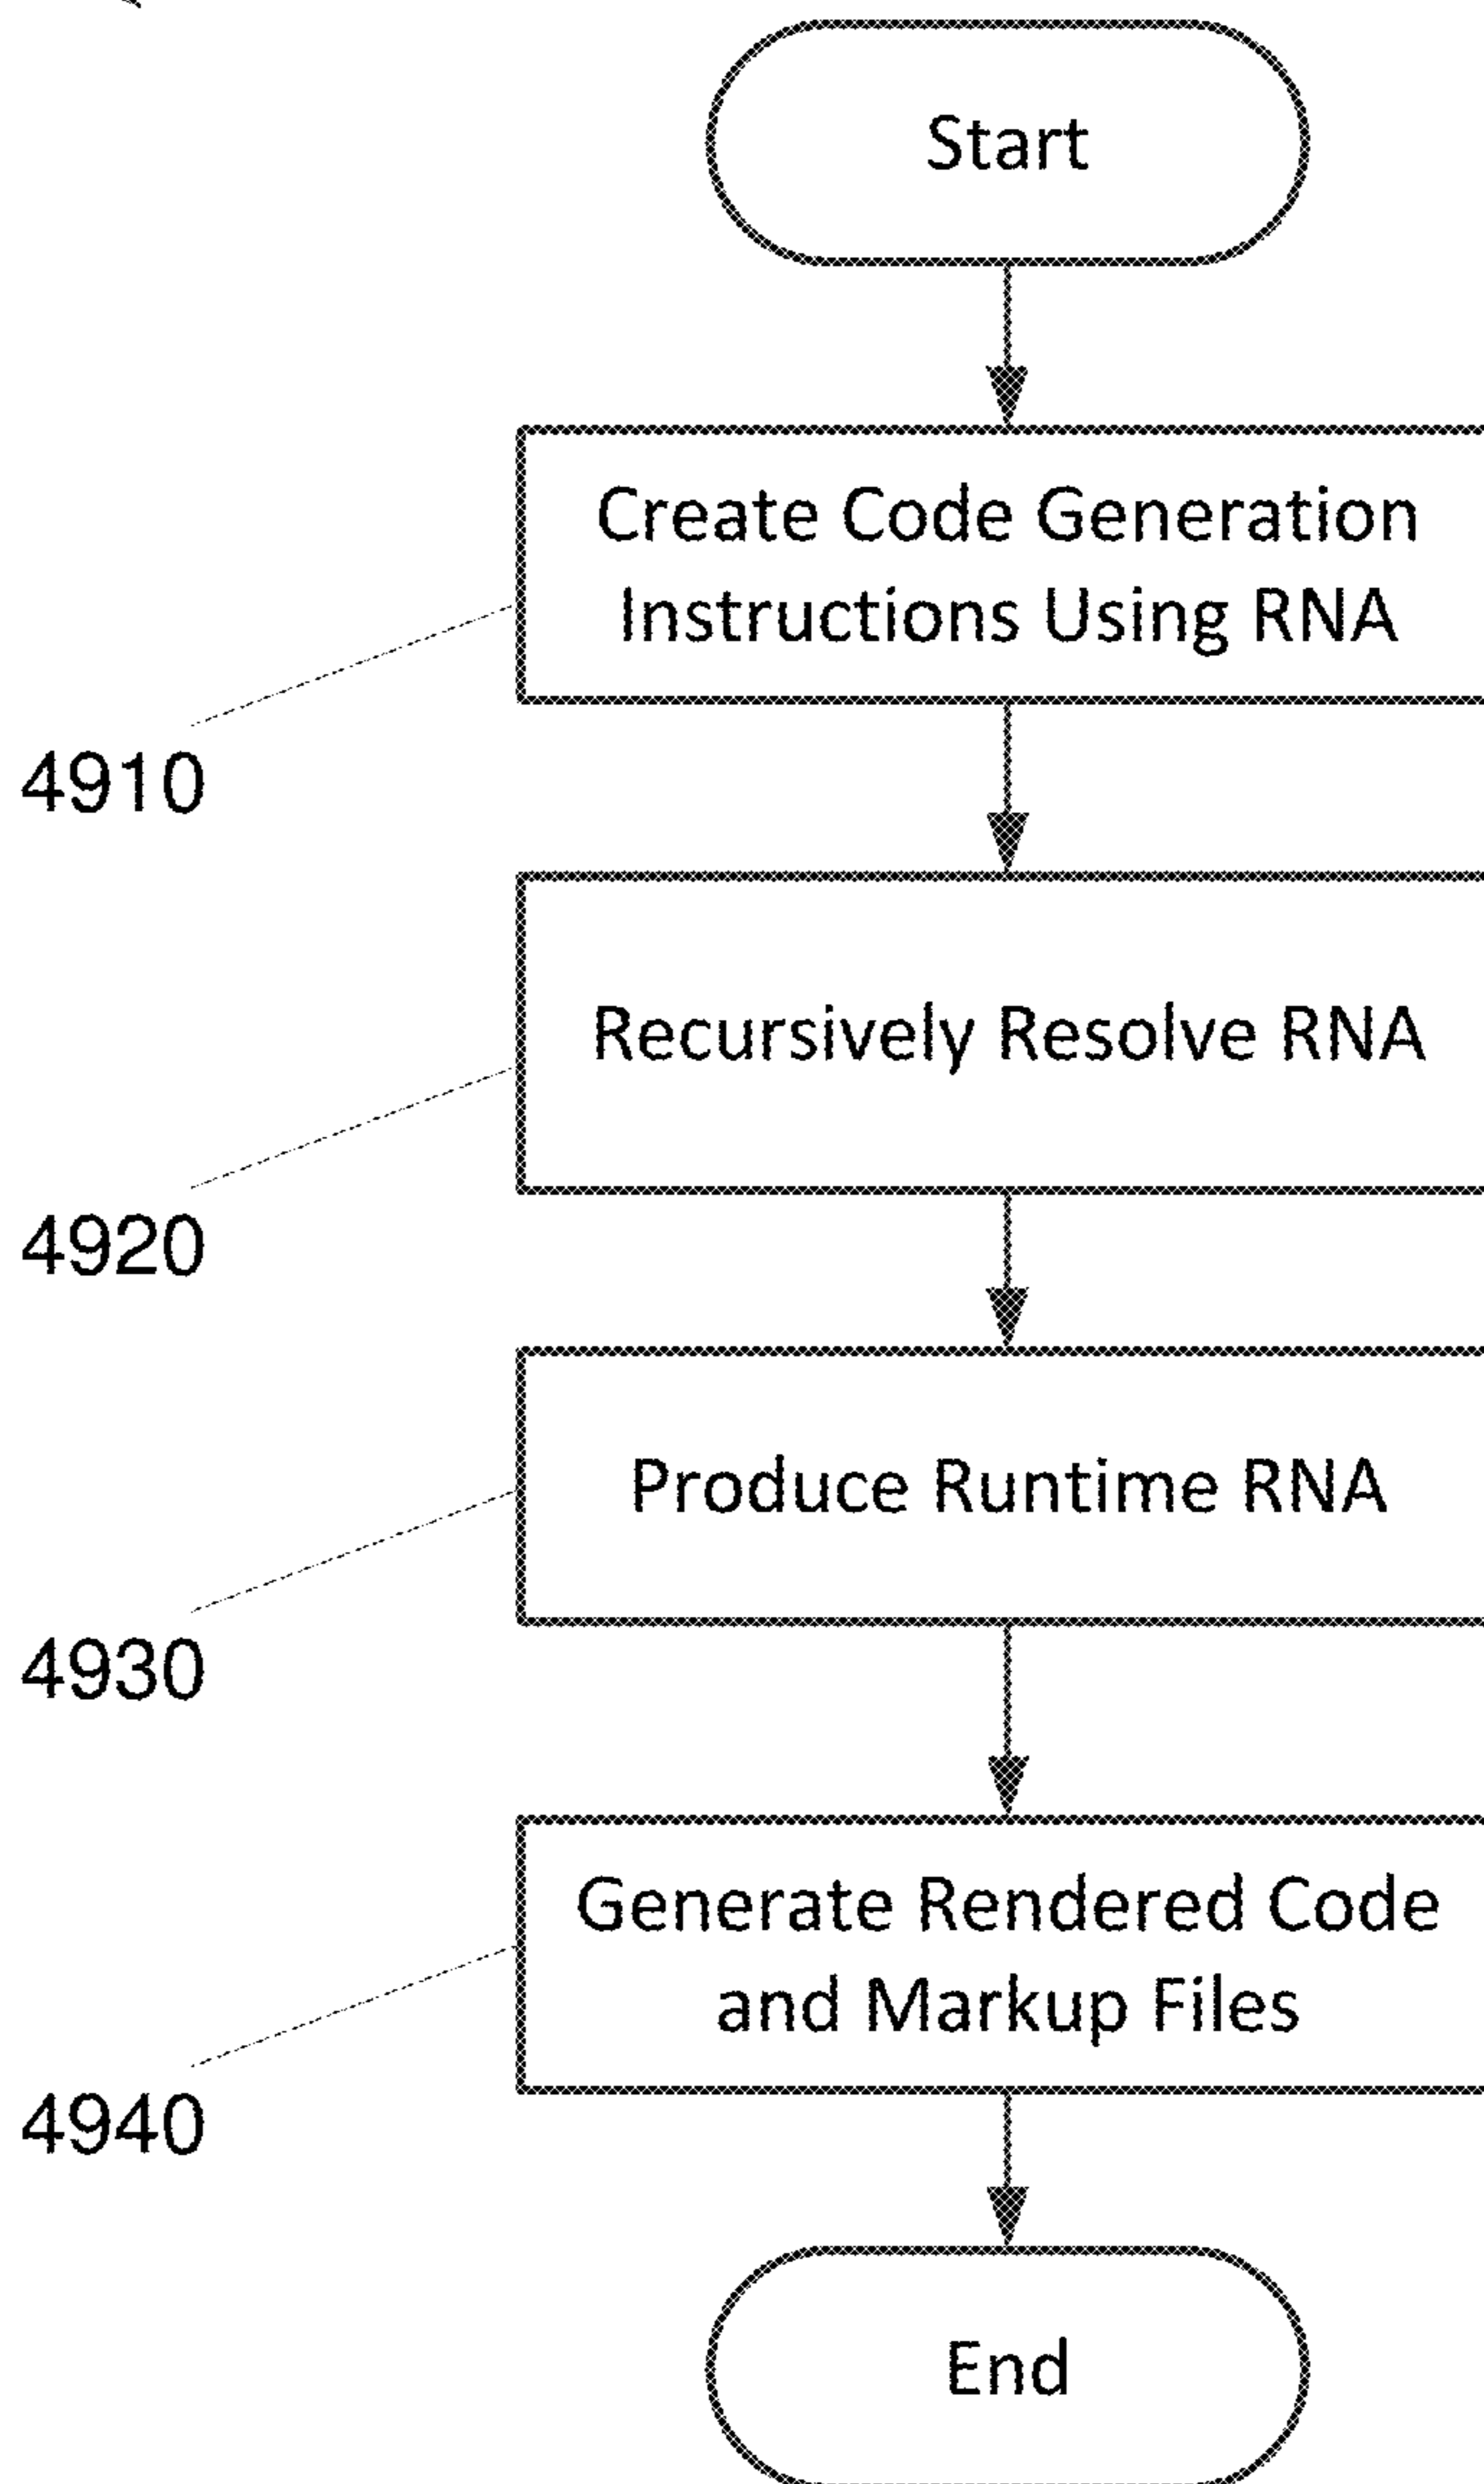 Start
Create Code Generation
Instructions Using RNA
4910
Recursively Resolve RNA
4920
Produce Runtime RNA
4930
Generate Rendered Code
and Markup Files
4940
End